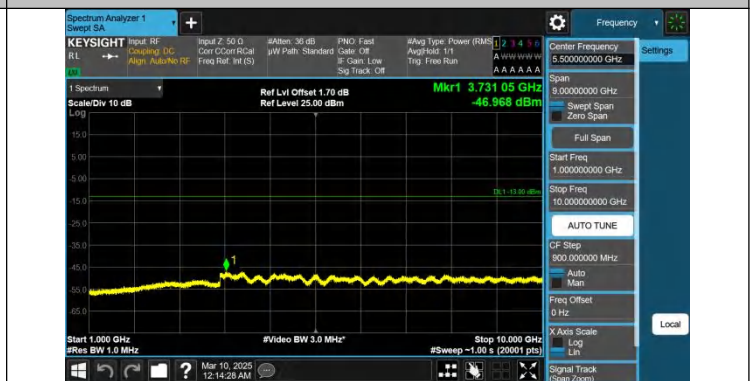 Spectrum Analyzer 1
Swept SA
+
Frequency
KEYSIGHT Input: RF Input Z: 50 Ω #Atten: 36 dB PNO: Fast #Avg Type: Power (RMS 1 2 3 4 5 6
RL Coupling: DC Corr CCorr RCal µW Path: Standard Gate: Off Avg|Hold: 1/1 A W W W W W
Align: Auto/No RF Freq Ref: Int (S) IF Gain: Low Trig: Free Run
Sig Track: Off A A A A A A
1 Spectrum
Scale/Div 10 dB
Log
Ref Lvl Offset 1.70 dB
Ref Level 25.00 dBm
Mkr1 3.731 05 GHz
-46.968 dBm
15.0
5.00
-5.00
DL1 -13.00 dBm
-15.0
-25.0
-35.0
1
-45.0
-55.0
-65.0
Start 1.000 GHz #Video BW 3.0 MHz* Stop 10.000 GHz
#Res BW 1.0 MHz #Sweep ~1.00 s (20001 pts)
? Mar 10, 2025
12:14:28 AM
Center Frequency
5.500000000 GHz
Settings
Span
9.00000000 GHz
Swept Span
Zero Span
Full Span
Start Freq
1.000000000 GHz
Stop Freq
10.000000000 GHz
AUTO TUNE
CF Step
900.000000 MHz
Auto
Man
Freq Offset
0 Hz
X Axis Scale
Log
Lin
Local
Signal Track
(Span Zoom)